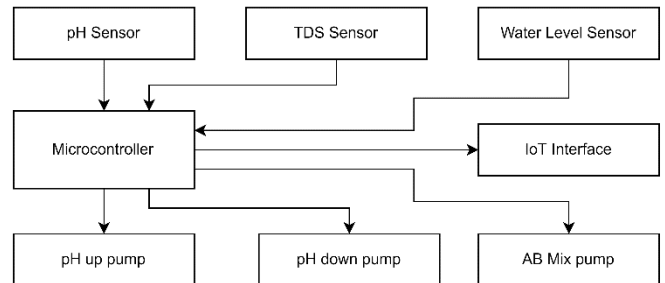 pH Sensor
TDS Sensor
Water Level Sensor
Microcontroller
IoT Interface
pH up pump
pH down pump
AB Mix pump